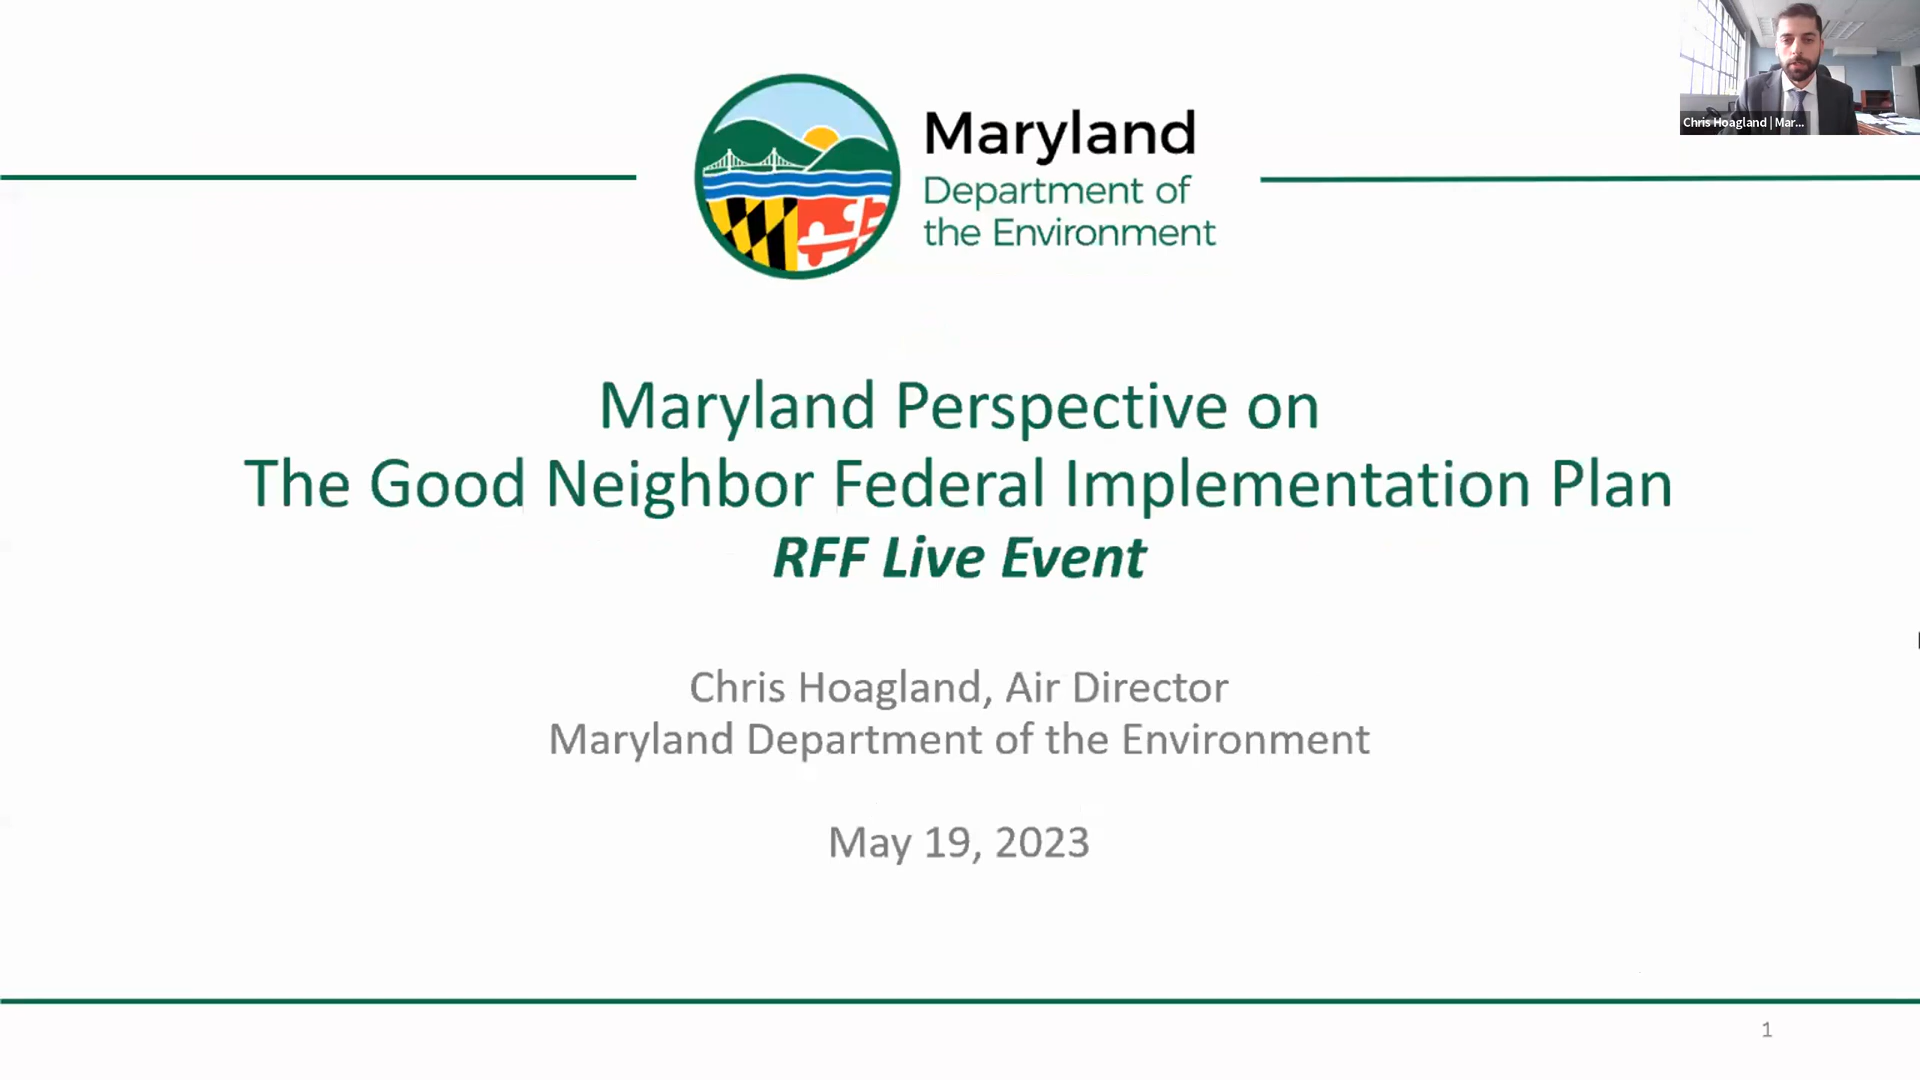 Chris Hoagland | Mar...
Maryland
Department of
the Environment
Maryland Perspective on
The Good Neighbor Federal Implementation Plan
RFF Live Event
Chris Hoagland, Air Director
Maryland Department of the Environment
May 19, 2023
1